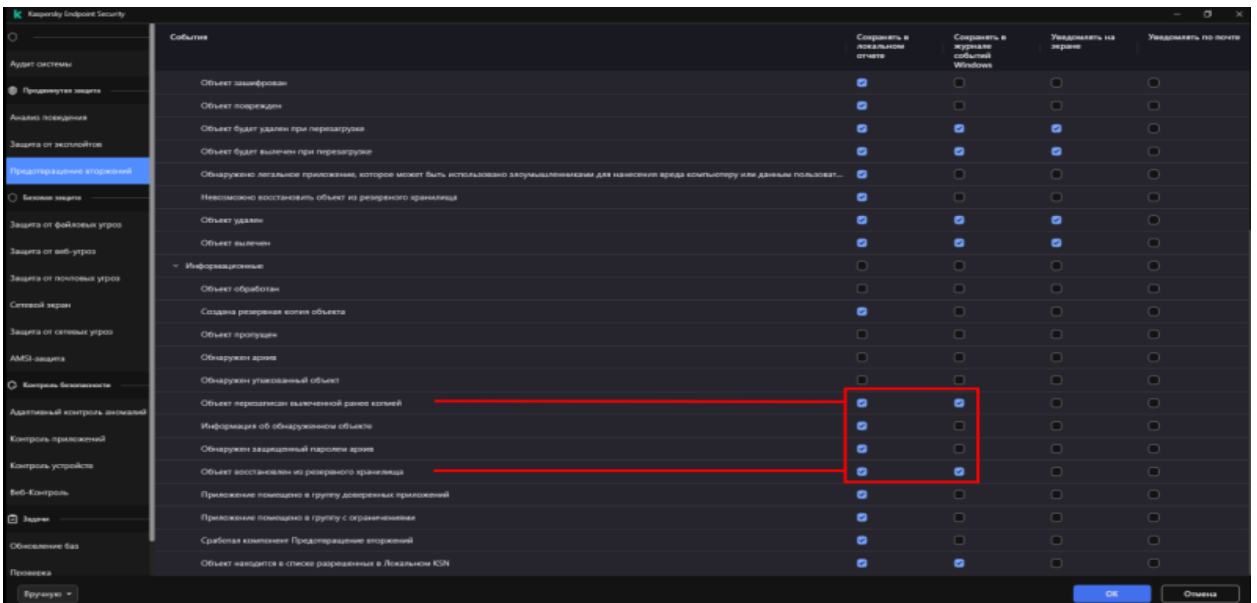 Kaspersky Endpoint Security
События
Сохранять в
локальном
отчете
Сохранять в
журнале
событий
Windows
Уведомлять на
экране
Уведомлять по почте
Аудит системы
Продвинутая защита
Анализ поведения
Защита от эксплойтов
Предотвращение вторжений
Базовая защита
Защита от файловых угроз
Защита от веб-угроз
Защита от почтовых угроз
Сетевой экран
Защита от сетевых угроз
AMSI-защита
Контроль безопасности
Адаптивный контроль аномалий
Контроль приложений
Контроль устройств
Веб-Контроль
Задачи
Обновление баз
Проверка
Объект зашифрован
Объект поврежден
Объект будет удален при перезагрузке
Объект будет вылечен при перезагрузке
Обнаружено легальное приложение, которое может быть использовано злоумышленниками для нанесения вреда компьютеру или данным пользоват...
Невозможно восстановить объект из резервного хранилища
Объект удален
Объект вылечен
Информационные
Объект обработан
Создана резервная копия объекта
Объект пропущен
Обнаружен архив
Обнаружен упакованный объект
Объект перезаписан вылеченной ранее копией
Информация об обнаруженном объекте
Обнаружен защищенный паролем архив
Объект восстановлен из резервного хранилища
Приложение помещено в группу доверенных приложений
Приложение помещено в группу с ограничениями
Сработал компонент Предотвращение вторжений
Объект находится в списке разрешенных в Локальном KSN
Вручную
ОК
Отмена